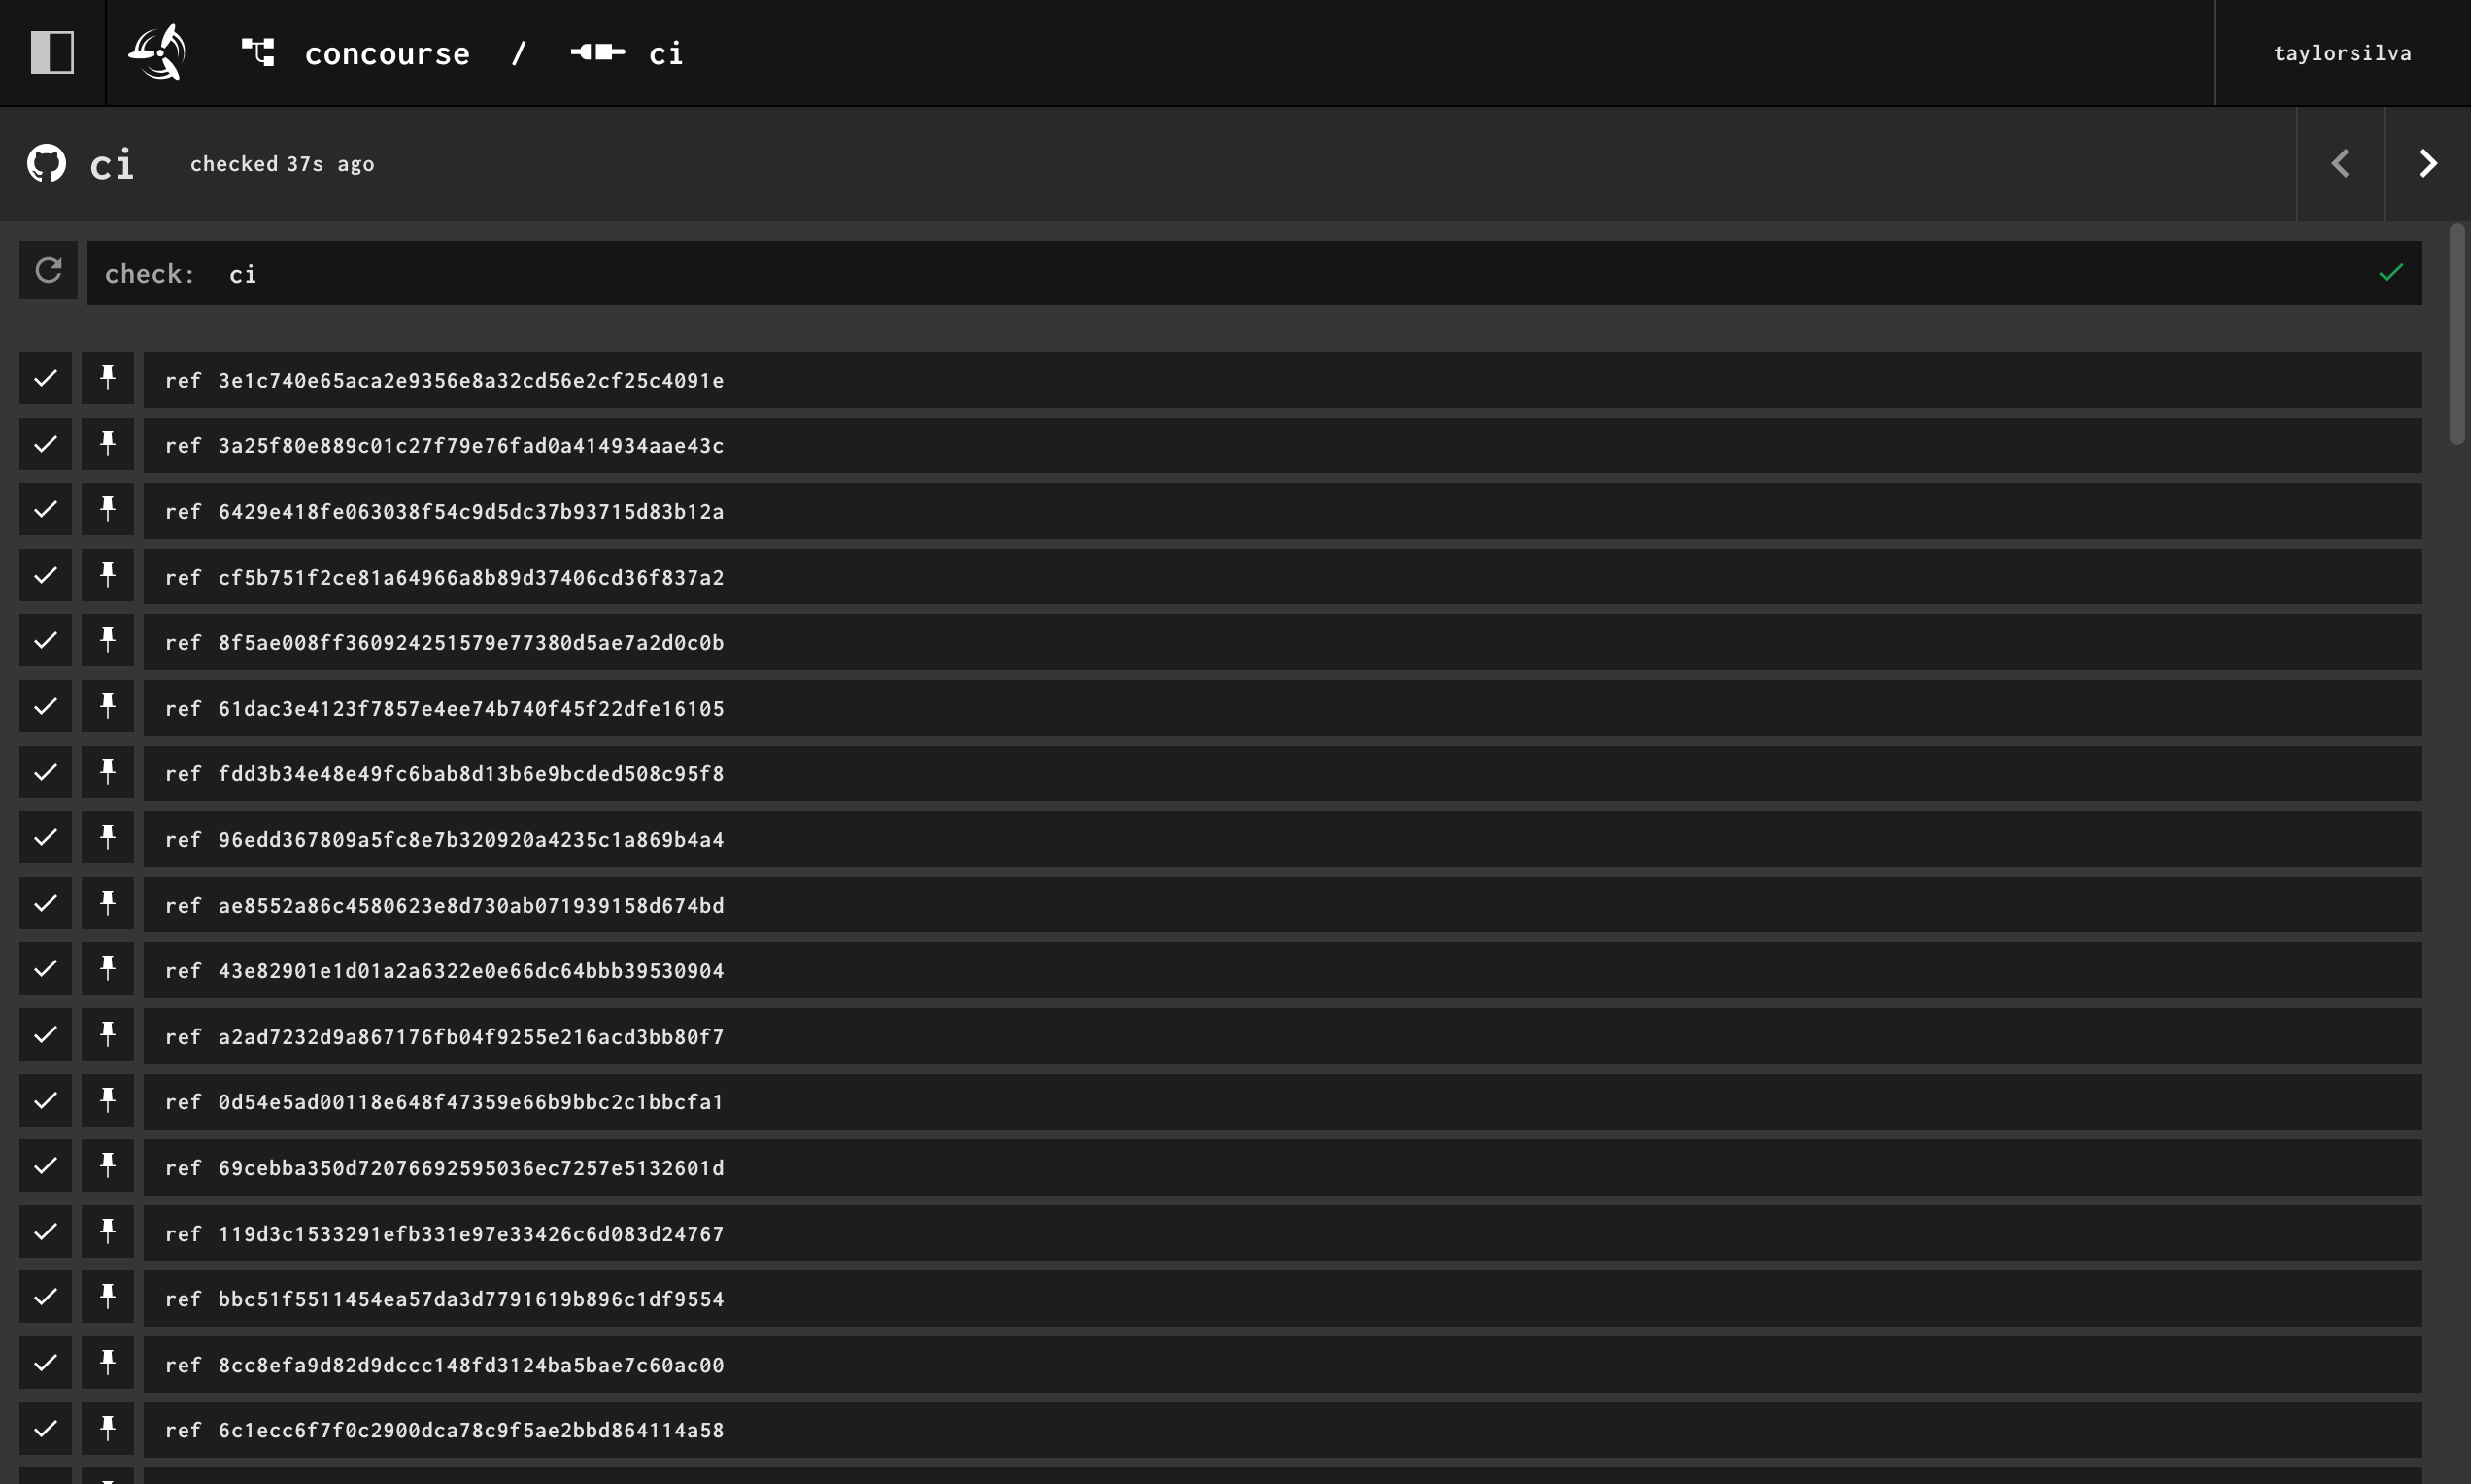 concourse / ci
taylorsilva
ci checked 37s ago
check: ci
ref 3e1c740e65aca2e9356e8a32cd56e2cf25c4091e
ref 3a25f80e889c01c27f79e76fad0a414934aae43c
ref 6429e418fe063038f54c9d5dc37b93715d83b12a
ref cf5b751f2ce81a64966a8b89d37406cd36f837a2
ref 8f5ae008ff360924251579e77380d5ae7a2d0c0b
ref 61dac3e4123f7857e4ee74b740f45f22dfe16105
ref fdd3b34e48e49fc6bab8d13b6e9bcded508c95f8
ref 96edd367809a5fc8e7b320920a4235c1a869b4a4
ref ae8552a86c4580623e8d730ab071939158d674bd
ref 43e82901e1d01a2a6322e0e66dc64bbb39530904
ref a2ad7232d9a867176fb04f9255e216acd3bb80f7
ref 0d54e5ad00118e648f47359e66b9bbc2c1bbcfa1
ref 69cebba350d72076692595036ec7257e5132601d
ref 119d3c1533291efb331e97e33426c6d083d24767
ref bbc51f5511454ea57da3d7791619b896c1df9554
ref 8cc8efa9d82d9dccc148fd3124ba5bae7c60ac00
ref 6c1ecc6f7f0c2900dca78c9f5ae2bbd864114a58